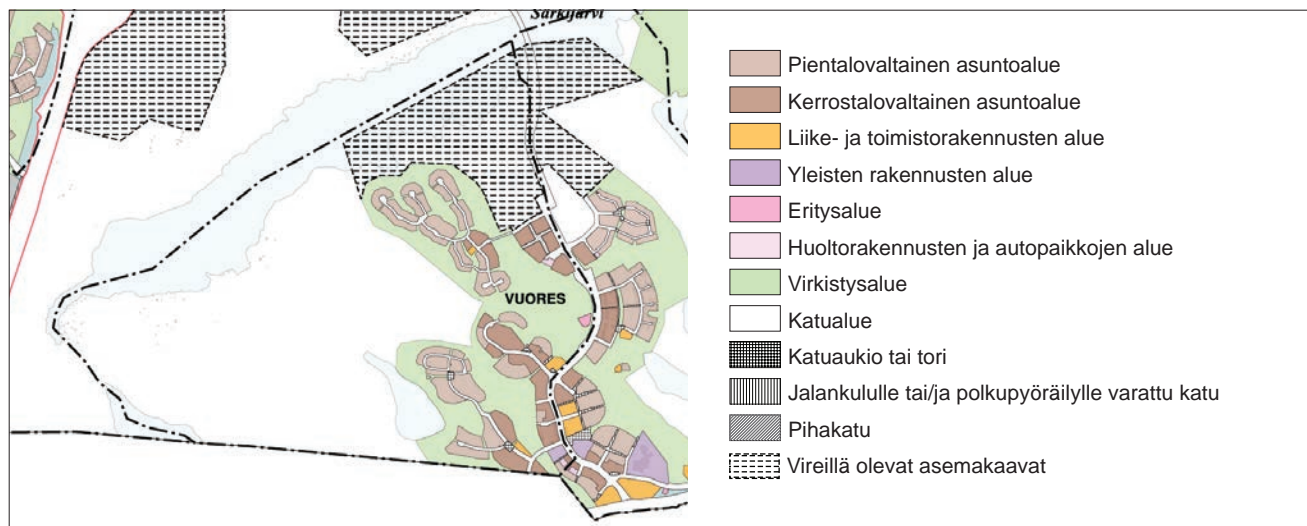 Särkijärvi
VUORES
Pientalovaltainen asuntoalue
Kerrostalovaltainen asuntoalue
Liike- ja toimistorakennusten alue
Yleisten rakennusten alue
Eritysalue
Huoltorakennusten ja autopaikkojen alue
Virkistysalue
Katualue
Katuaukio tai tori
Jalankululle tai/ja polkupyöräilylle varattu katu
Pihakatu
Vireillä olevat asemakaavat